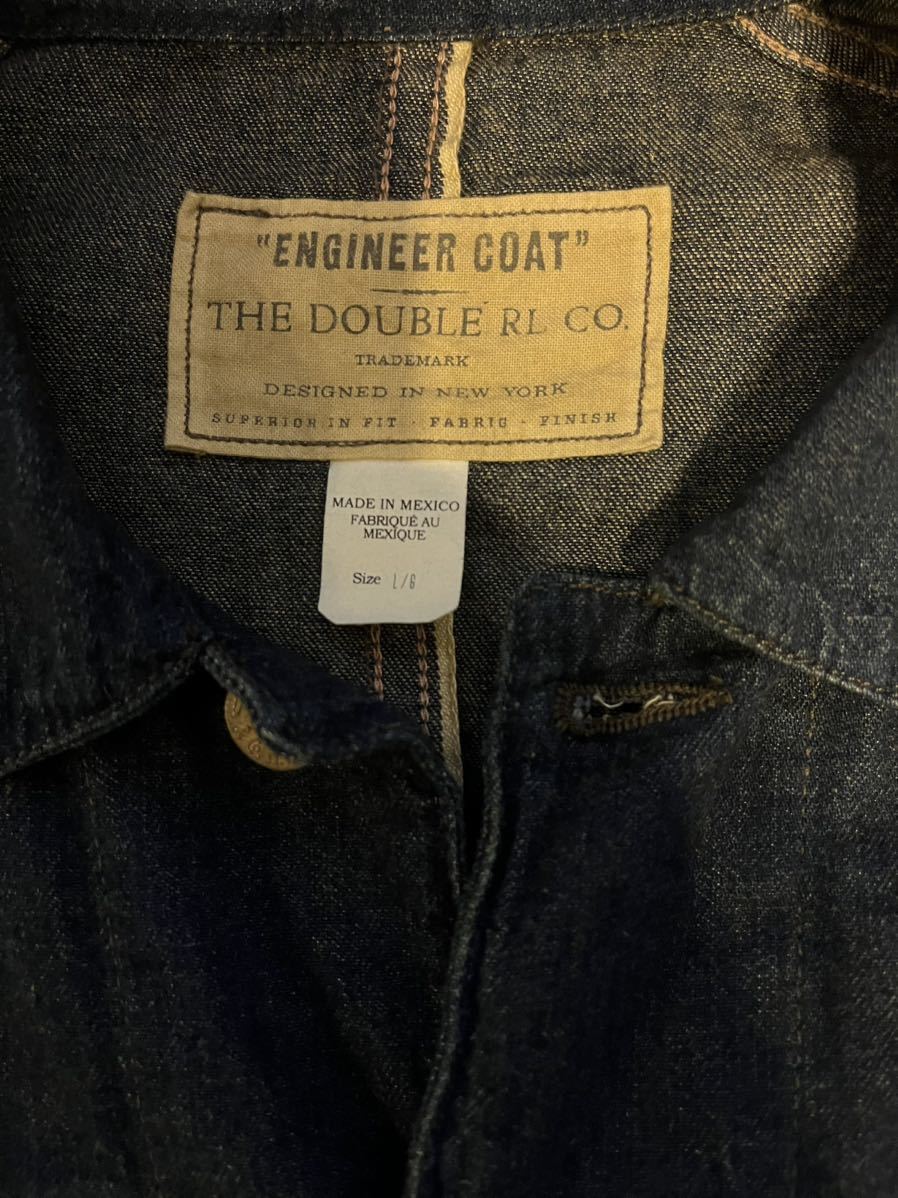 "ENGINEER COAT"
THE DOUBLE RL CO.
TRADEMARK
DESIGNED IN NEW YORK
SUPERIOR IN FIT · FABRIC · FINISH
MADE IN MEXICO
FABRIQUÉ AU
MEXIQUE
Size L/G